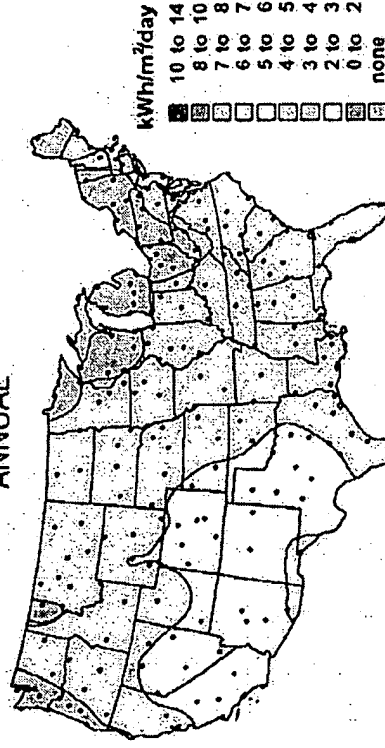 ANNUAL
kWh/m²/day
10 to 14
8 to 10
7 to 8
6 to 7
5 to 6
4 to 5
3 to 4
2 to 3
0 to 2
none